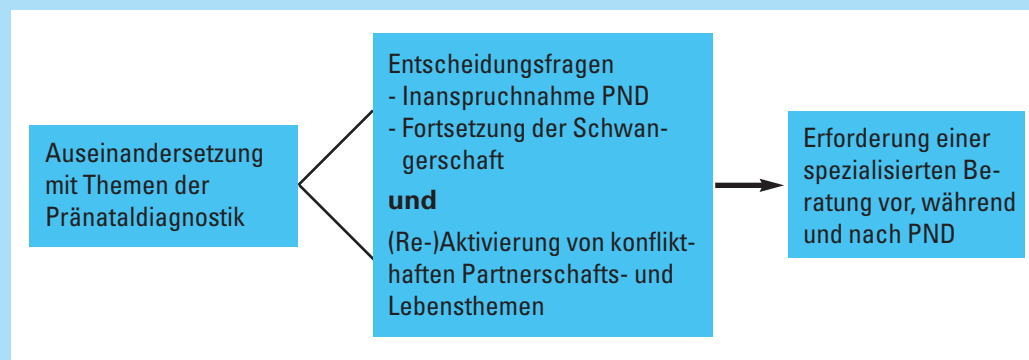 Auseinandersetzung
mit Themen der
Pränataldiagnostik
Entscheidungsfragen
- Inanspruchnahme PND
- Fortsetzung der Schwan-
gerschaft
und
(Re-)Aktivierung von konflikt-
haften Partnerschafts- und
Lebensthemen
Erforderung einer
spezialisierten Be-
ratung vor, während
und nach PND